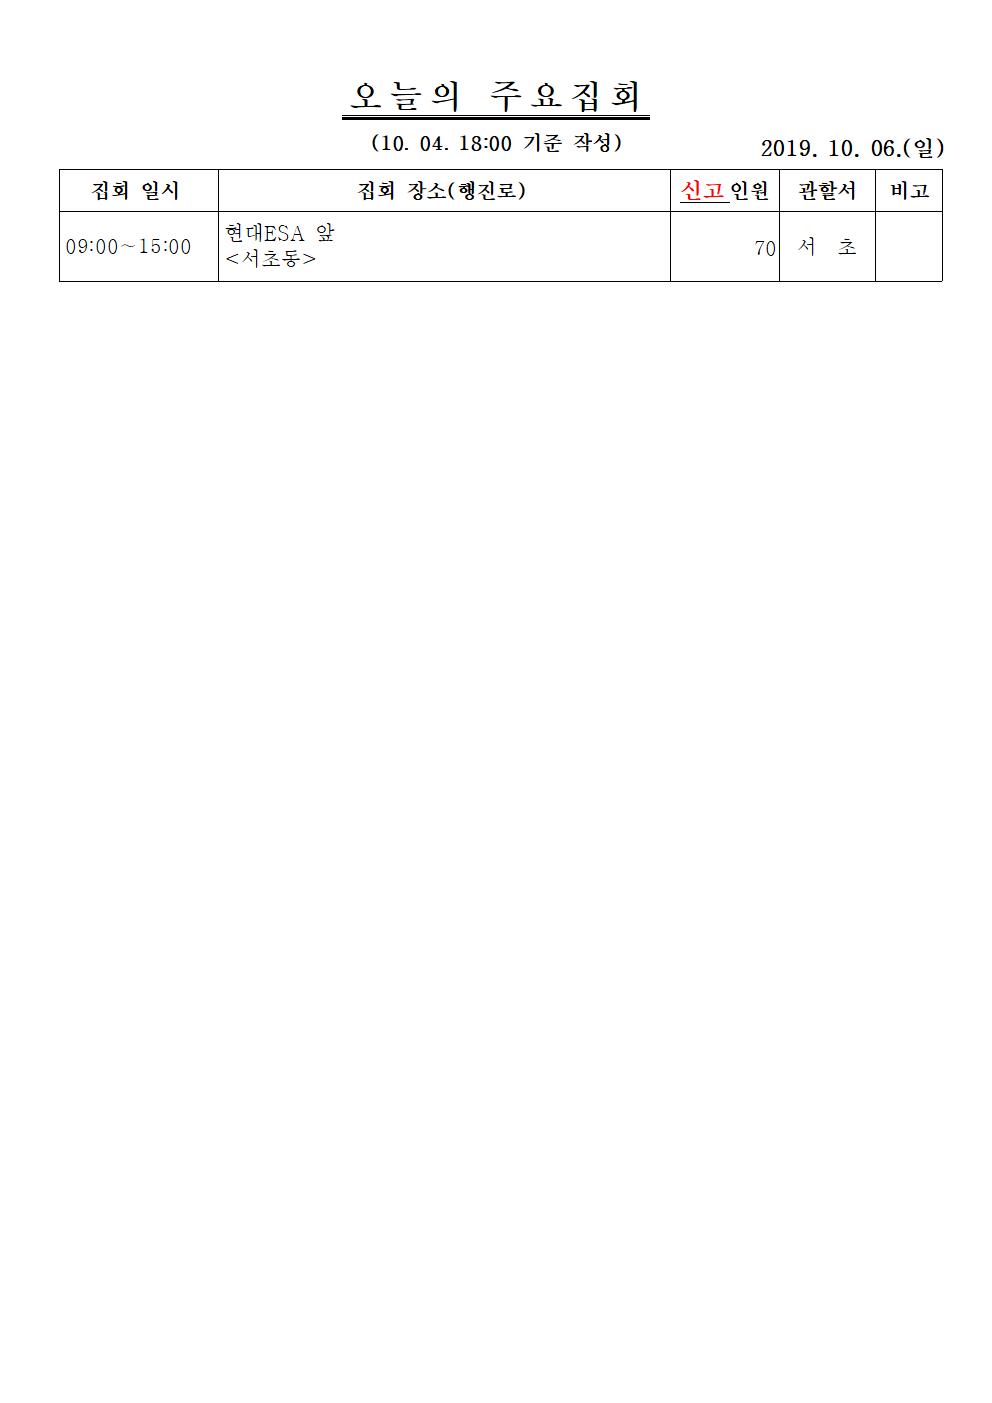 오늘의 주요집회
(10. 04. 18:00 기준 작성)
2019. 10. 06.(일)
집회 일시 집회 장소(행진로) 신고인원 관할서 비고
09:00~15:00 현대ESA 앞 70 서 초
<서초동>